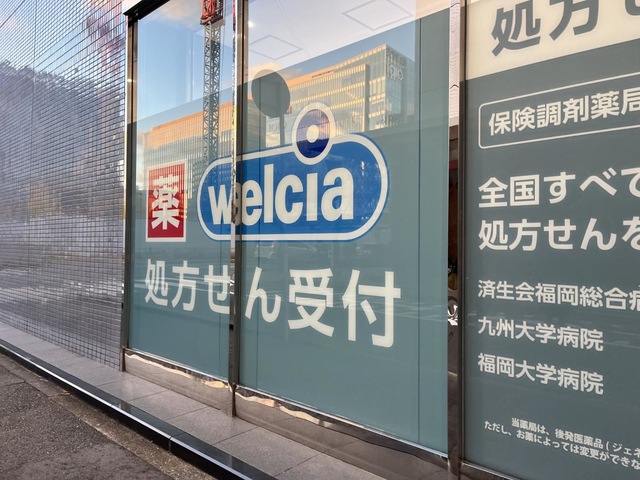 薬
welcia
処方せん受付
処方せ
保険調剤薬局
全国すべて
処方せんを
済生会福岡総合病
九州大学病院
福岡大学病院
当薬局は、後発医薬品(ジェネ
ただし、お薬によっては変更ができな